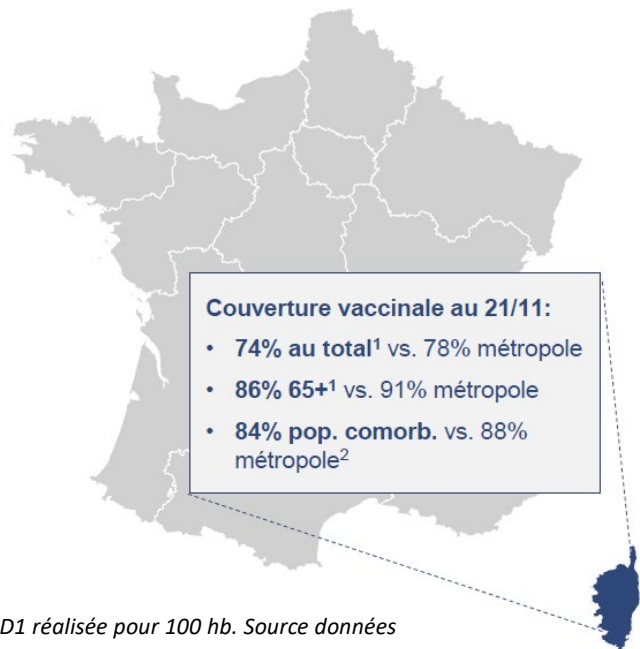 Couverture vaccinale au 21/11:
• 74% au total¹ vs. 78% métropole
• 86% 65+¹ vs. 91% métropole
• 84% pop. comorb. vs. 88%
métropole²
D1 réalisée pour 100 hb. Source données